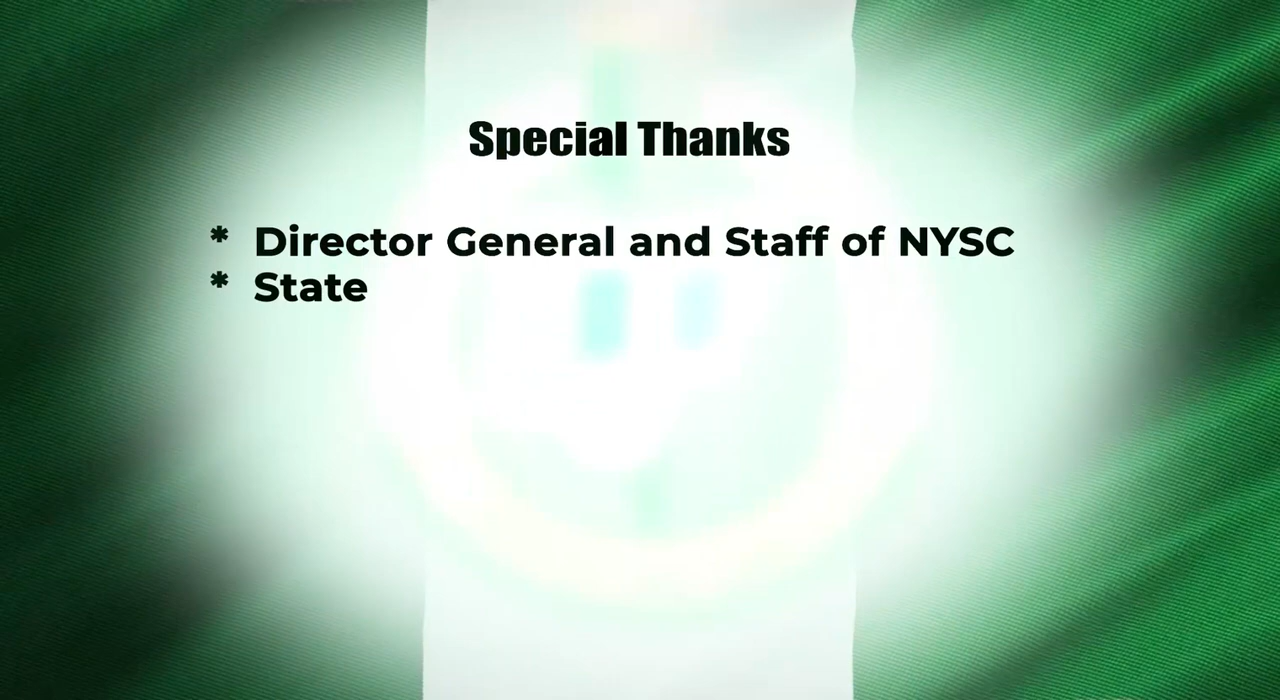 Special Thanks
* Director General and Staff of NYSC
* State